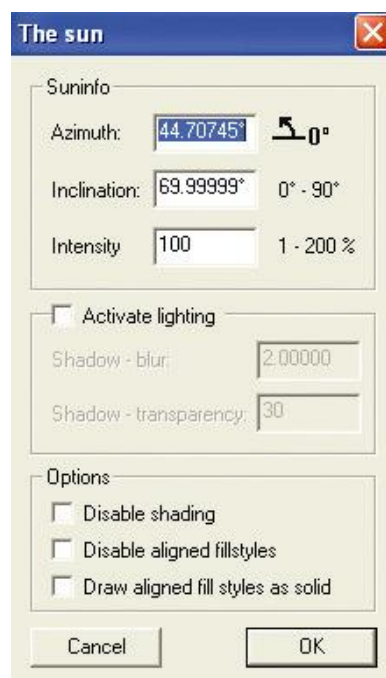 The sun
Suninfo
Azimuth: 44.70745° 0°
Inclination: 69.99999° 0° - 90°
Intensity 100 1 - 200 %
Activate lighting
Shadow - blur: 2.00000
Shadow - transparency: 30
Options
Disable shading
Disable aligned fillstyles
Draw aligned fill styles as solid
Cancel OK